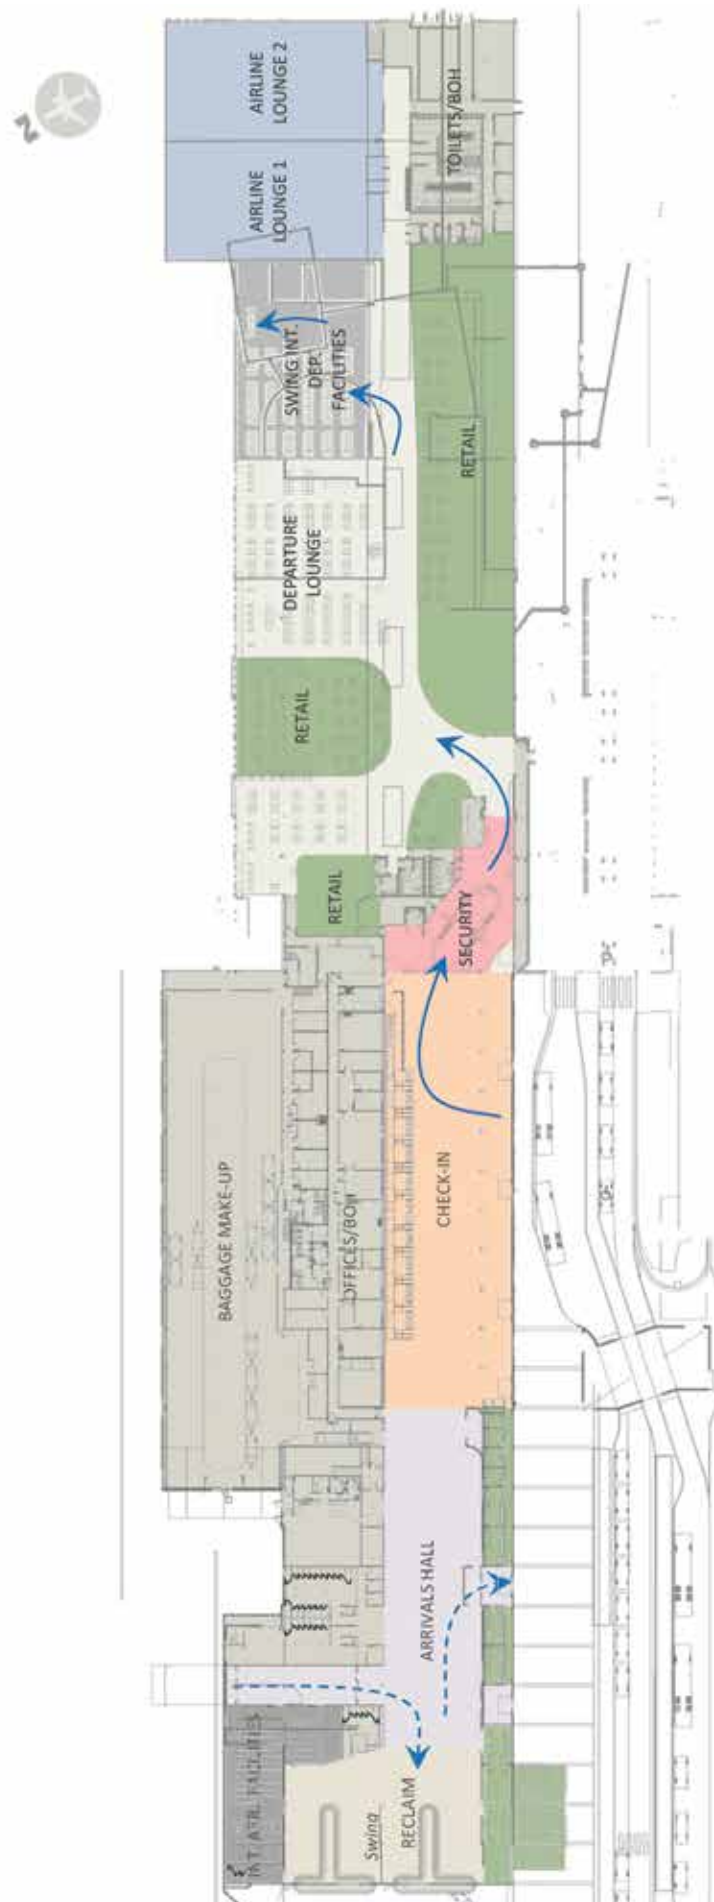 N
AIRLINE
LOUNGE 2
TOILETS/BOH
AIRLINE
LOUNGE 1
SWING INT.
DEP.
FACILITIES
RETAIL
DEPARTURE
LOUNGE
RETAIL
RETAIL
SECURITY
BAGGAGE MAKE-UP
OFFICES/BOH
CHECK-IN
ARRIVALS HALL
INT. ARR. FACILITIES
Swing
RECLAIM